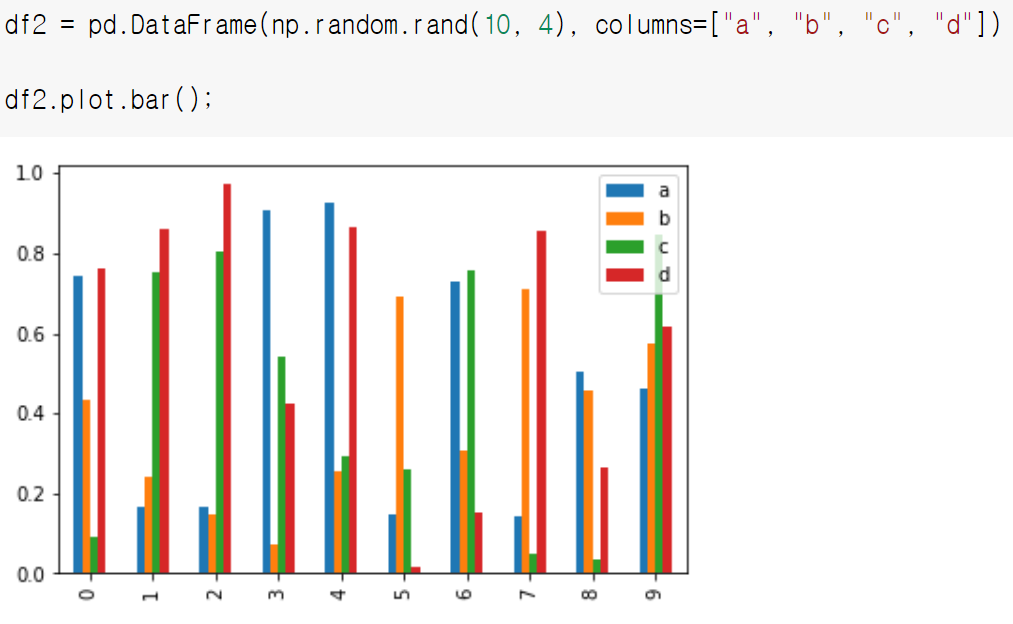 df2 = pd.DataFrame(np.random.rand(10, 4), columns=["a", "b", "c", "d"])
df2.plot.bar();
1.0
0.8
0.6
0.4
0.2
0.0
a
b
c
d
0 1 2 3 4 5 6 7 8 9